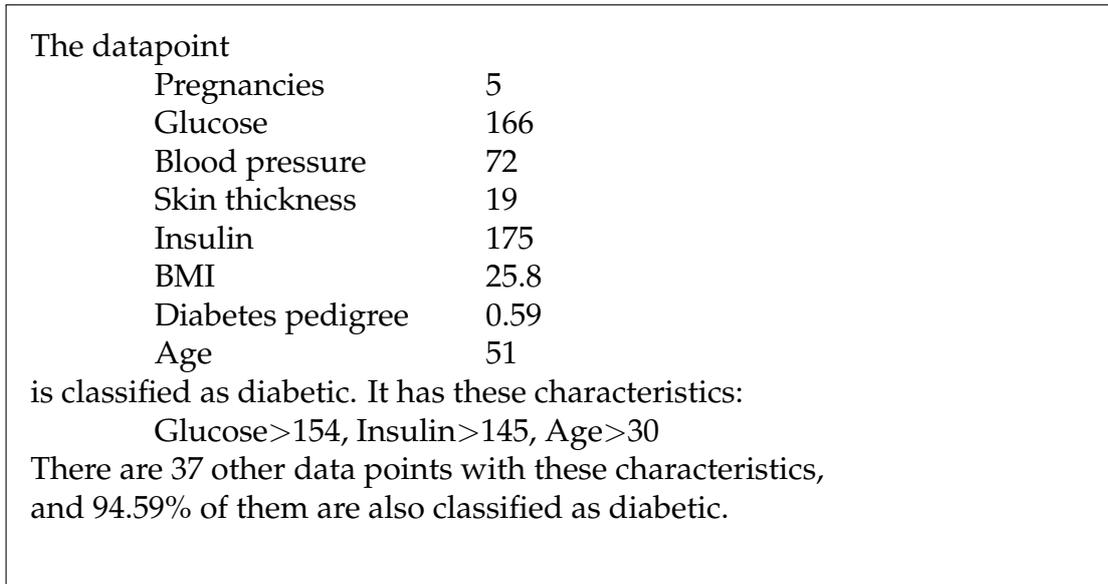 The datapoint
Pregnancies 5
Glucose 166
Blood pressure 72
Skin thickness 19
Insulin 175
BMI 25.8
Diabetes pedigree 0.59
Age 51
is classified as diabetic. It has these characteristics:
Glucose>154, Insulin>145, Age>30
There are 37 other data points with these characteristics,
and 94.59% of them are also classified as diabetic.